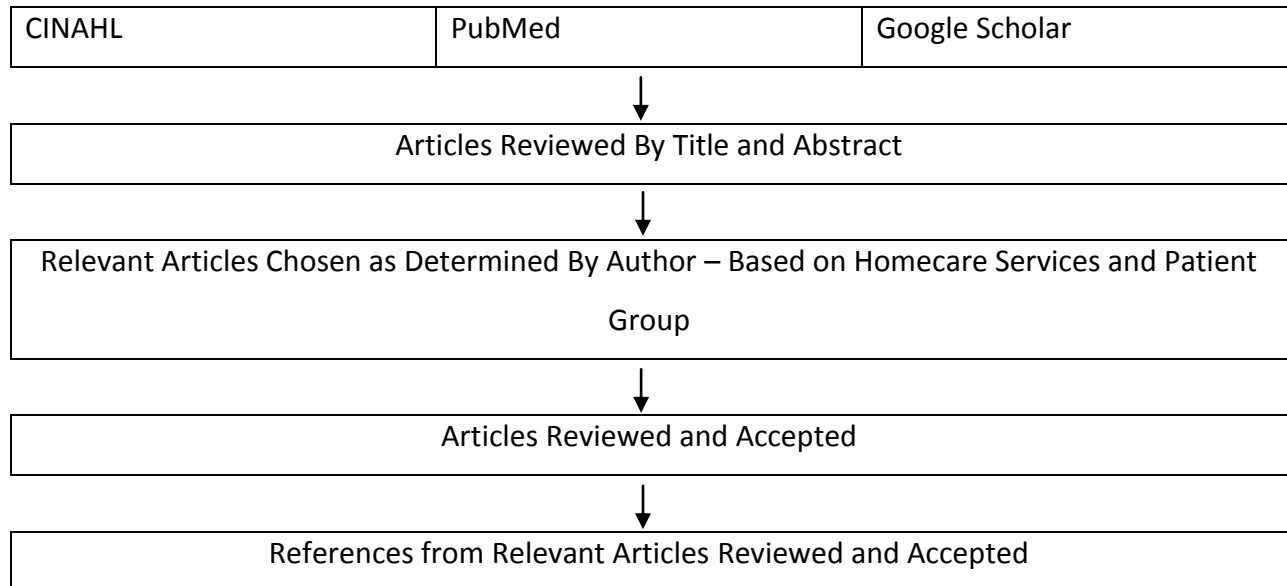 CINAHL
PubMed
Google Scholar
Articles Reviewed By Title and Abstract
Relevant Articles Chosen as Determined By Author – Based on Homecare Services and Patient
Group
Articles Reviewed and Accepted
References from Relevant Articles Reviewed and Accepted